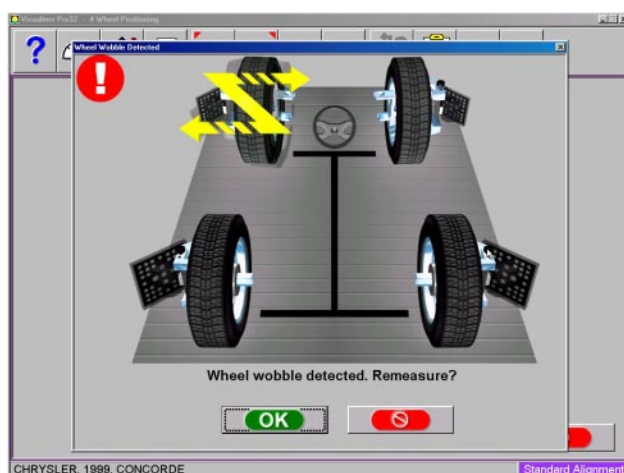 Visualiner Pro32 - 4 Wheel Positioning
Wheel Wobble Detected
Wheel wobble detected. Remeasure?
OK
CHRYSLER, 1999, CONCORDE
Standard Alignment